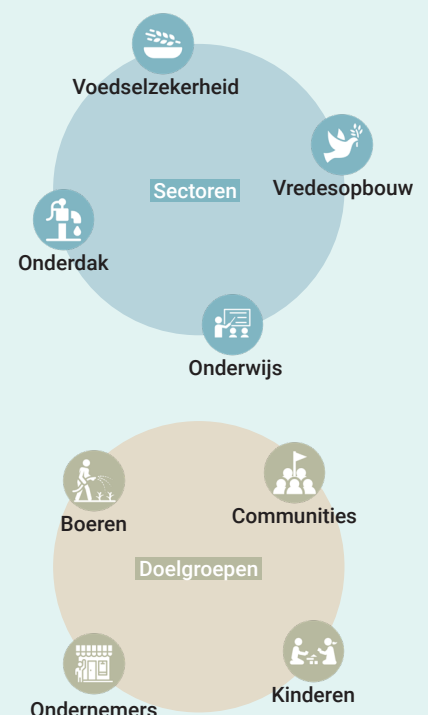 Voedselzekerheid
Sectoren
Vredesopbouw
Onderdak
Onderwijs
Boeren
Communities
Doelgroepen
Ondernemers
Kinderen